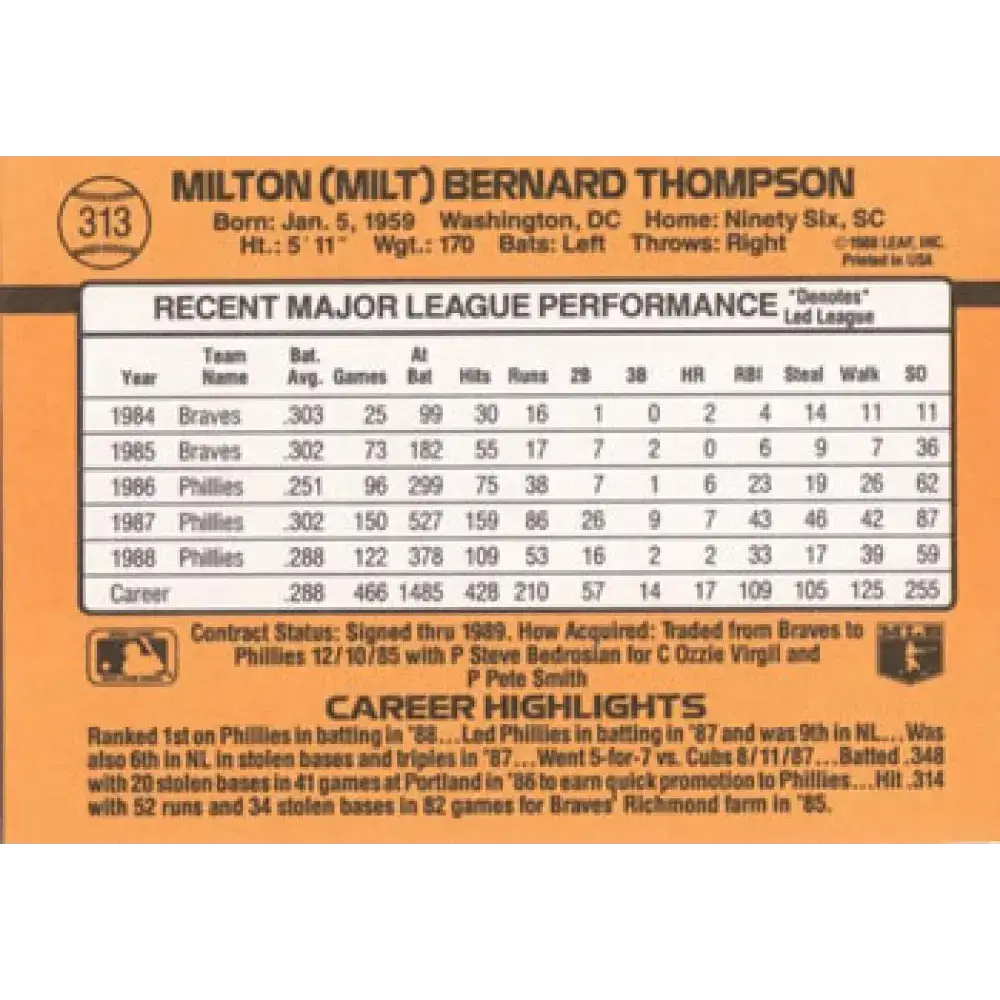 313
MILTON (MILT) BERNARD THOMPSON
Born: Jan. 5, 1959 Washington, DC Home: Ninety Six, SC
Ht.: 5' 11" Wgt.: 170 Bats: Left Throws: Right
© 1988 LEAF, INC.
Printed in USA
RECENT MAJOR LEAGUE PERFORMANCE *Denotes* Led League
Year Team Name Bat. Avg. Games At Bat Hits Runs 2B 3B HR RBI Steal Walk SO
1984 Braves .303 25 99 30 16 1 0 2 4 14 11 11
1985 Braves .302 73 182 55 17 7 2 0 6 9 7 36
1986 Phillies .251 96 299 75 38 7 1 6 23 19 26 62
1987 Phillies .302 150 527 159 86 26 9 7 43 46 42 87
1988 Phillies .288 122 378 109 53 16 2 2 33 17 39 59
Career .288 466 1485 428 210 57 14 17 109 105 125 255
Contract Status: Signed thru 1989. How Acquired: Traded from Braves to
Phillies 12/10/85 with P Steve Bedrosian for C Ozzie Virgil and
P Pete Smith
CAREER HIGHLIGHTS
Ranked 1st on Phillies in batting in '88...Led Phillies in batting in '87 and was 9th in NL...Was
also 6th in NL in stolen bases and triples in '87...Went 5-for-7 vs. Cubs 8/11/87...Batted .348
with 20 stolen bases in 41 games at Portland in '86 to earn quick promotion to Phillies...Hit .314
with 52 runs and 34 stolen bases in 82 games for Braves' Richmond farm in '85.